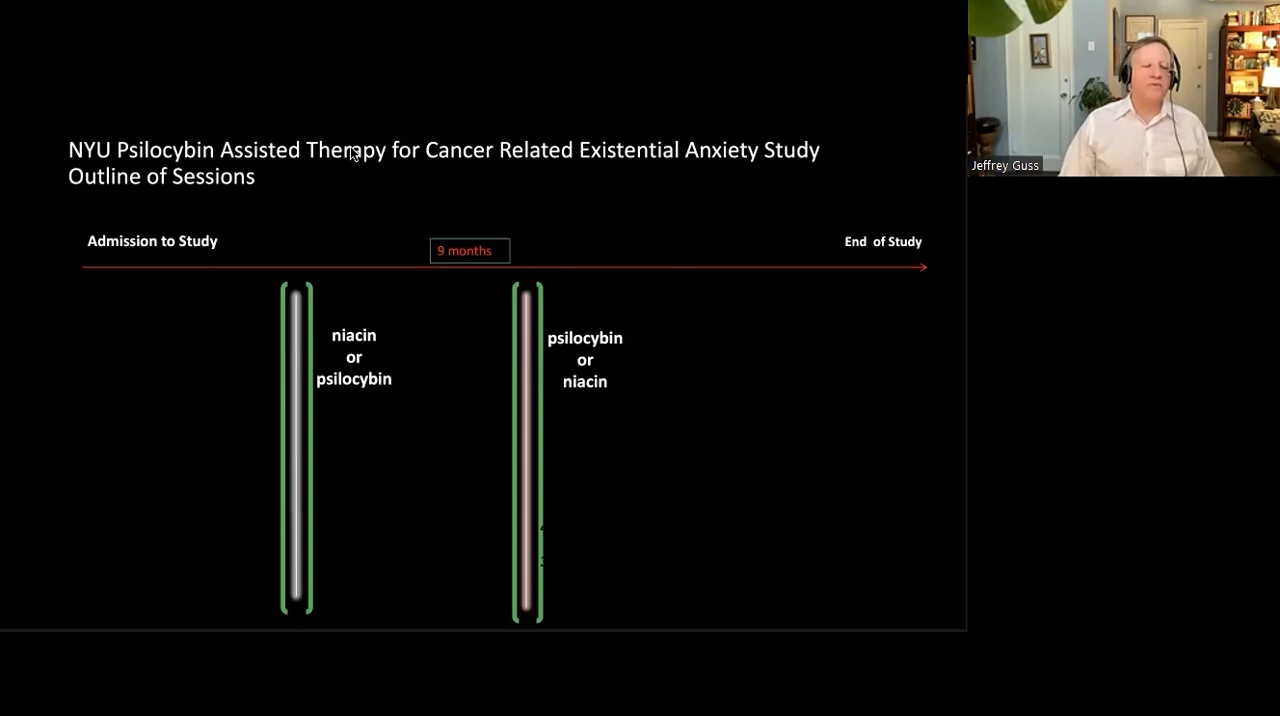 NYU Psilocybin Assisted Therapy for Cancer Related Existential Anxiety Study
Outline of Sessions
Admission to Study
9 months
End of Study
niacin
or
psilocybin
psilocybin
or
niacin
Jeffrey Guss